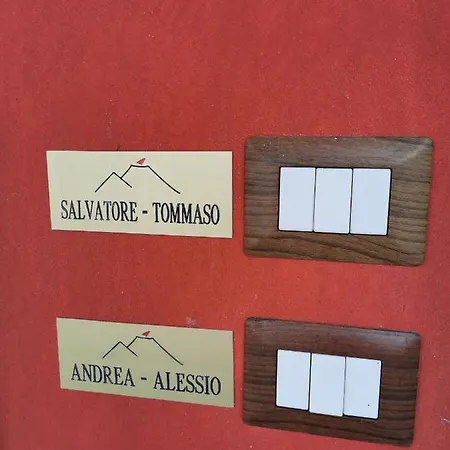 SALVATORE - TOMMASO
ANDREA - ALESSIO